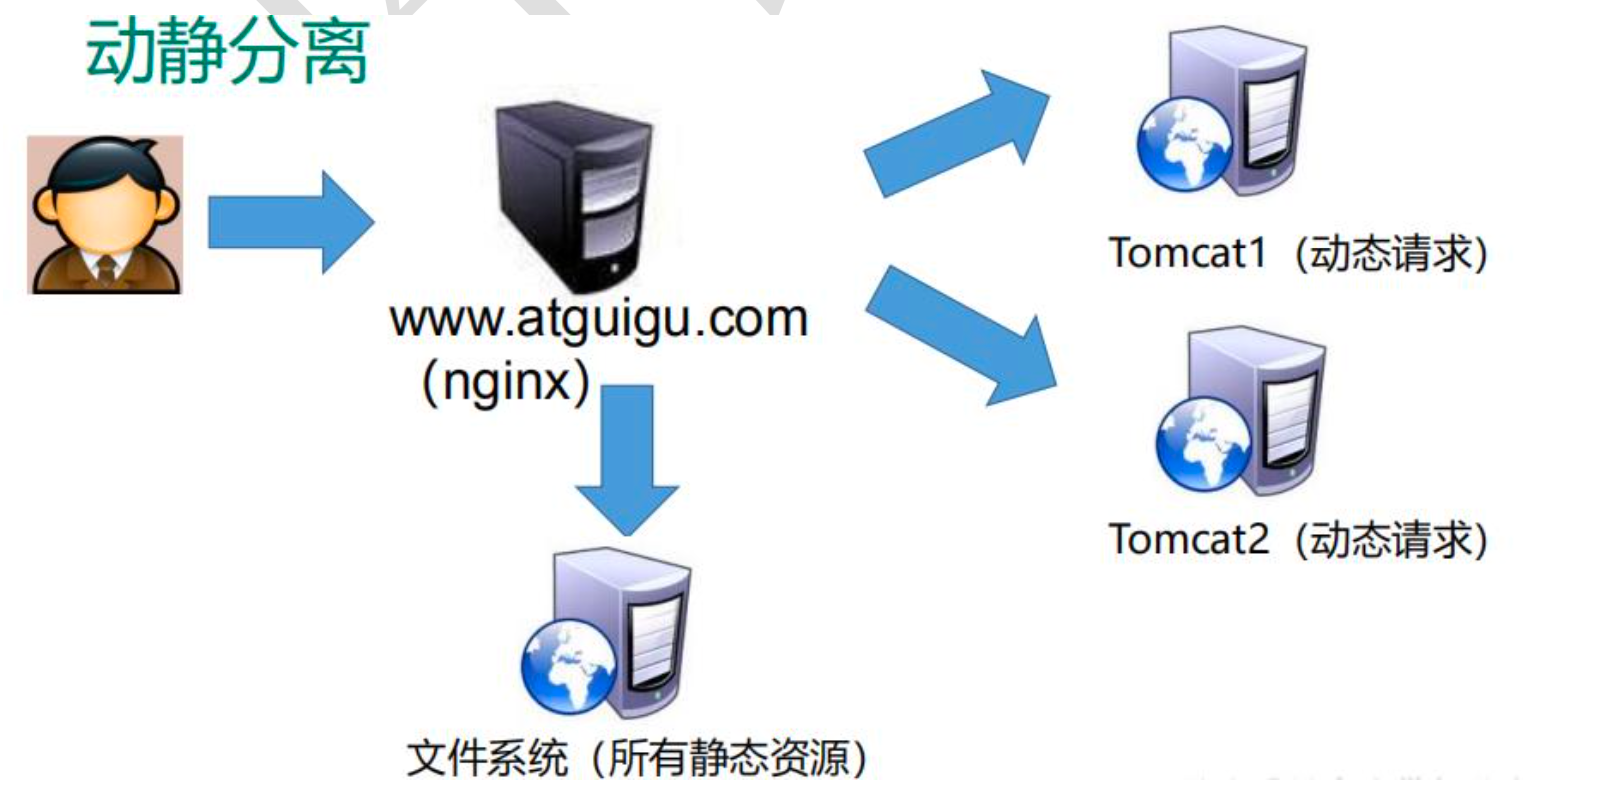 动静分离
www.atguigu.com
（nginx）
Tomcat1（动态请求）
Tomcat2（动态请求）
文件系统（所有静态资源）